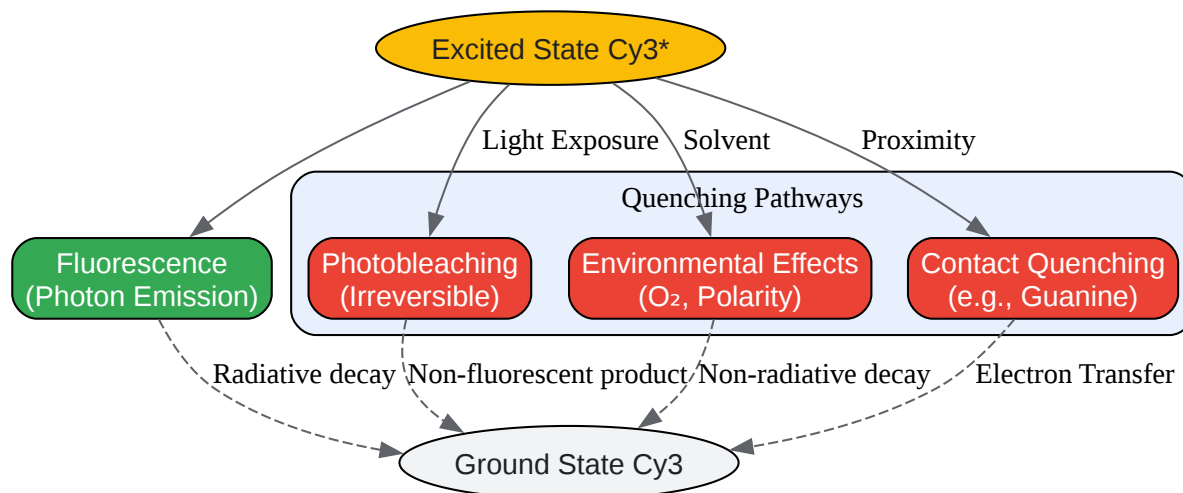 Excited State Cy3*
Light Exposure
Solvent
Proximity
Quenching Pathways
Fluorescence
(Photon Emission)
Photobleaching
(Irreversible)
Environmental Effects
(O₂, Polarity)
Contact Quenching
(e.g., Guanine)
Radiative decay
Non-fluorescent product
Non-radiative decay
Electron Transfer
Ground State Cy3